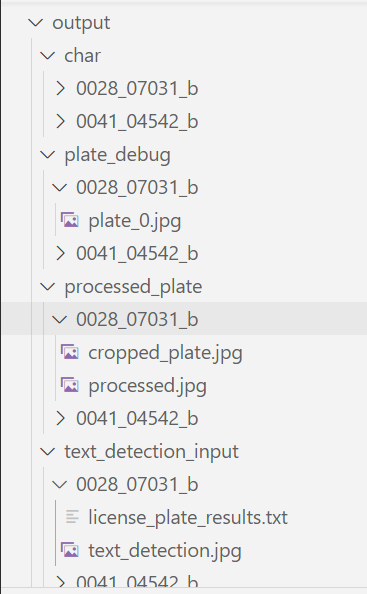 output
char
0028_07031_b
0041_04542_b
plate_debug
0028_07031_b
plate_0.jpg
0041_04542_b
processed_plate
0028_07031_b
cropped_plate.jpg
processed.jpg
0041_04542_b
text_detection_input
0028_07031_b
license_plate_results.txt
text_detection.jpg
0041_04542_b